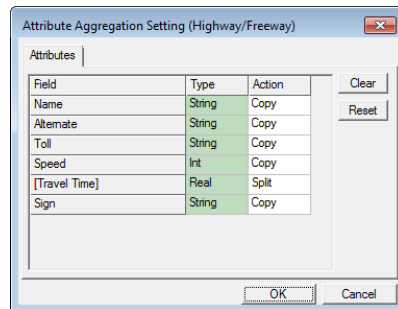 Attribute Aggregation Setting (Highway/Freeway)
Attributes
Field Type Action Clear
Name String Copy Reset
Alternate String Copy
Toll String Copy
Speed Int Copy
[Travel Time] Real Split
Sign String Copy
OK Cancel